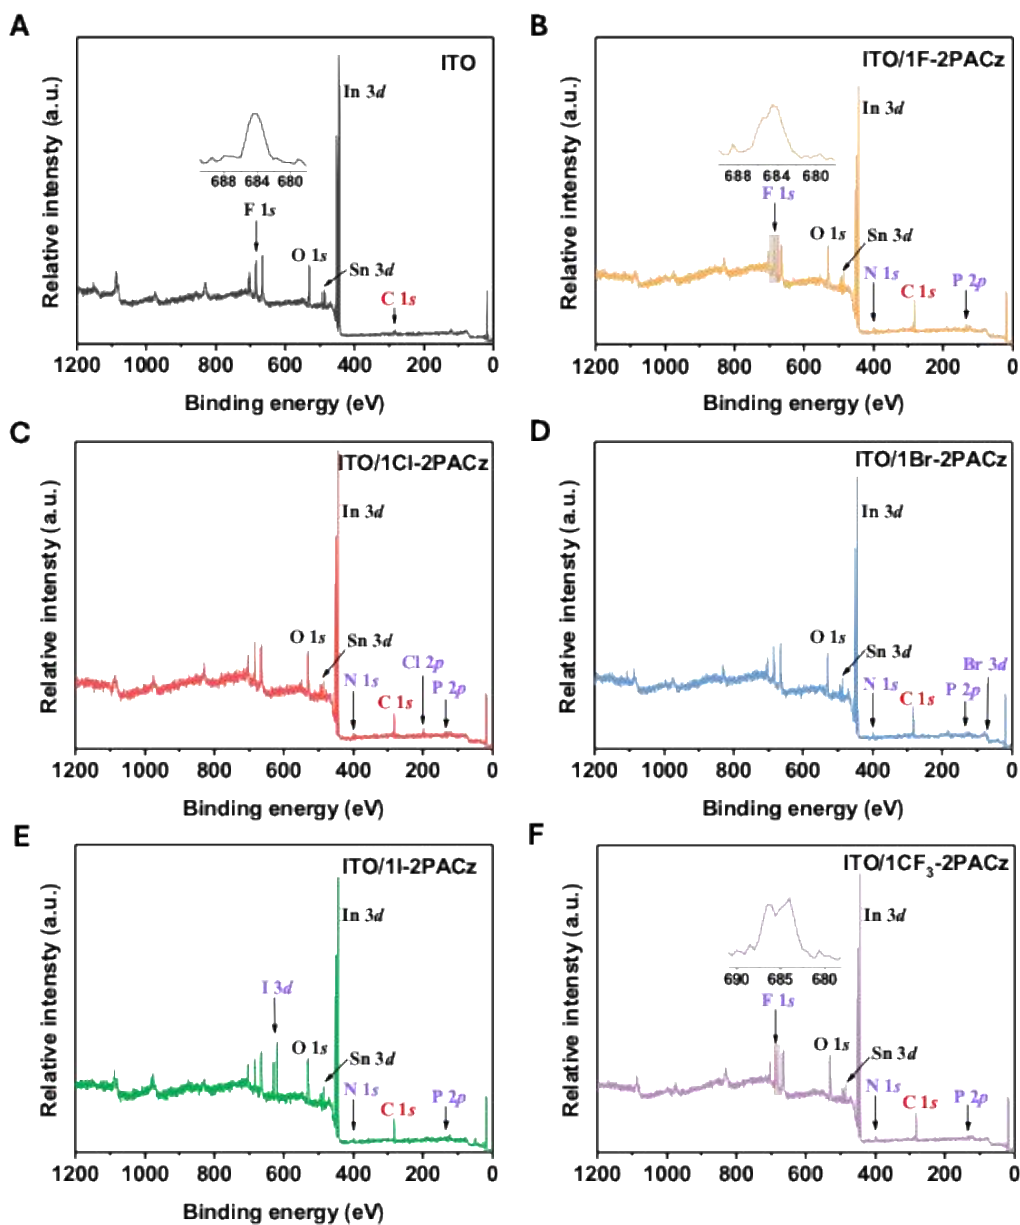 A
ITO
In 3d
688 684 680
F 1s
O 1s
Sn 3d
C 1s
1200 1000 800 600 400 200 0
Binding energy (eV)
Relative intensty (a.u.)
B
ITO/1F-2PACz
In 3d
688 684 680
F 1s
O 1s
Sn 3d
N 1s
C 1s
P 2p
1200 1000 800 600 400 200 0
Binding energy (eV)
Relative intensty (a.u.)
C
ITO/1Cl-2PACz
In 3d
O 1s
Sn 3d
Cl 2p
N 1s
P 2p
C 1s
1200 1000 800 600 400 200 0
Binding energy (eV)
Relative intensty (a.u.)
D
ITO/1Br-2PACz
In 3d
O 1s
Sn 3d
Br 3d
N 1s
P 2p
C 1s
1200 1000 800 600 400 200 0
Binding energy (eV)
Relative intensty (a.u.)
E
ITO/1I-2PACz
In 3d
I 3d
O 1s
Sn 3d
N 1s
C 1s
P 2p
1200 1000 800 600 400 200 0
Binding energy (eV)
Relative intensty (a.u.)
F
ITO/1CF3-2PACz
In 3d
690 685 680
F 1s
O 1s
Sn 3d
N 1s
C 1s
P 2p
1200 1000 800 600 400 200 0
Binding energy (eV)
Relative intensty (a.u.)